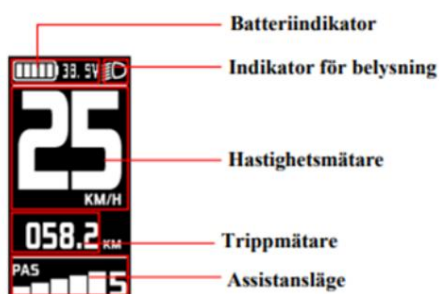 Batteriindikator
33.5V
Indikator för belysning
25
KM/H
Hastighetsmätare
058.2 KM
Trippmätare
PAS
5
Assistansläge